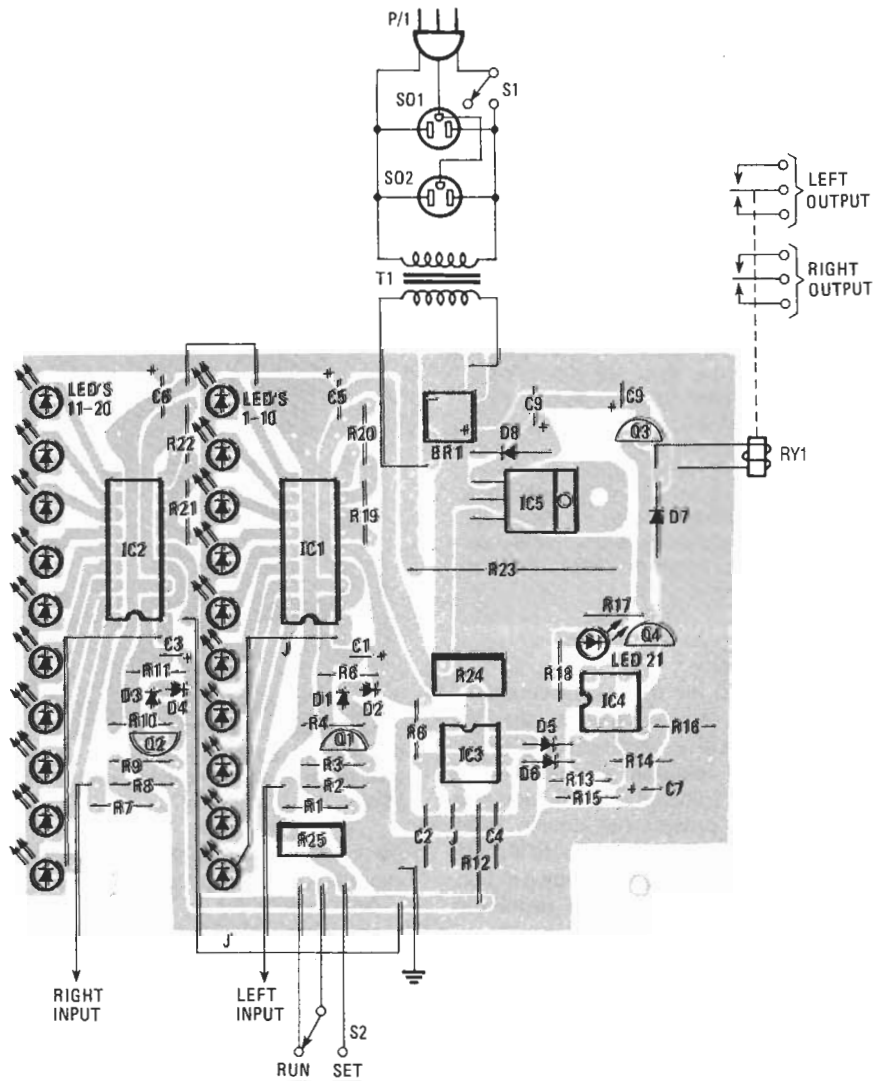 P/1
S1
SO1
SO2
T1
LEFT
OUTPUT
RIGHT
OUTPUT
RY1
LED'S
11-20
C6
LED'S
1-10
C5
R22
R20
BR1
D8
C9
C9
Q3
R21
R19
IC5
D7
IC2
IC1
R23
R17
Q4
LED 21
C3
J
C1
R11
R6
R24
R18
IC4
D3
D4
D1
D2
R10
R4
R6
D5
R16
Q2
Q1
IC3
D6
R14
R9
R3
R8
R2
R13
R7
R1
R15
C7
R25
C2
J
C4
R12
J
RIGHT
INPUT
LEFT
INPUT
S2
RUN
SET